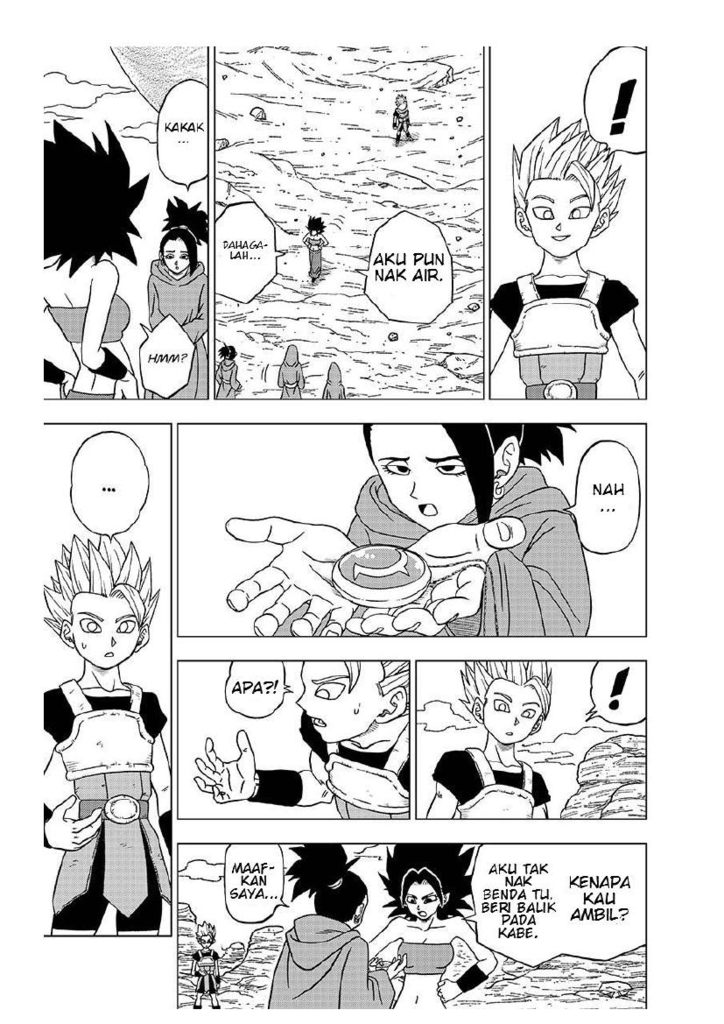 !
AKU PUN
NAK AIR.
DAHAGA-
LAH...
KAKAK
...
HMM?
NAH
...
!
APA?!
KENAPA
KAU
AMBIL?
AKU TAK
NAK
BENDA TU.
BERI BALIK
PADA
KABE.
MAAF-
KAN
SAYA...
...